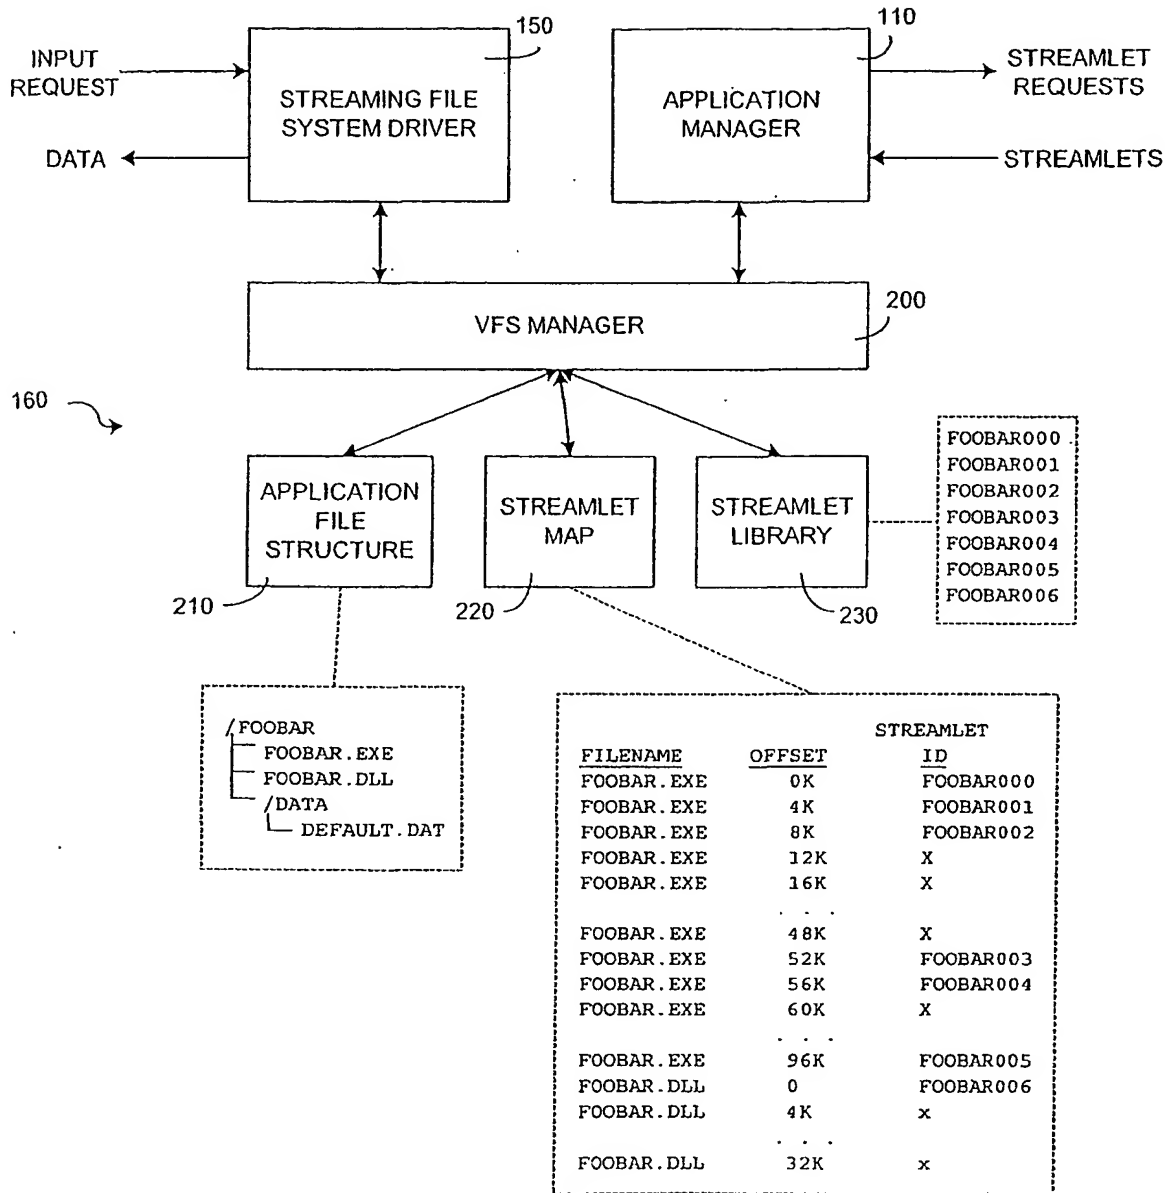 150
110
INPUT
REQUEST
STREAMING FILE
SYSTEM DRIVER
DATA
APPLICATION
MANAGER
STREAMLET
REQUESTS
STREAMLETS
VFS MANAGER
200
160
APPLICATION
FILE
STRUCTURE
210
STREAMLET
MAP
220
STREAMLET
LIBRARY
230
FOOBAR000
FOOBAR001
FOOBAR002
FOOBAR003
FOOBAR004
FOOBAR005
FOOBAR006
/FOOBAR
FOOBAR.EXE
FOOBAR.DLL
/DATA
DEFAULT.DAT
STREAMLET
FILENAME OFFSET ID
FOOBAR.EXE 0K FOOBAR000
FOOBAR.EXE 4K FOOBAR001
FOOBAR.EXE 8K FOOBAR002
FOOBAR.EXE 12K X
FOOBAR.EXE 16K X
. . .
FOOBAR.EXE 48K X
FOOBAR.EXE 52K FOOBAR003
FOOBAR.EXE 56K FOOBAR004
FOOBAR.EXE 60K X
. . .
FOOBAR.EXE 96K FOOBAR005
FOOBAR.DLL 0 FOOBAR006
FOOBAR.DLL 4K x
. . .
FOOBAR.DLL 32K x